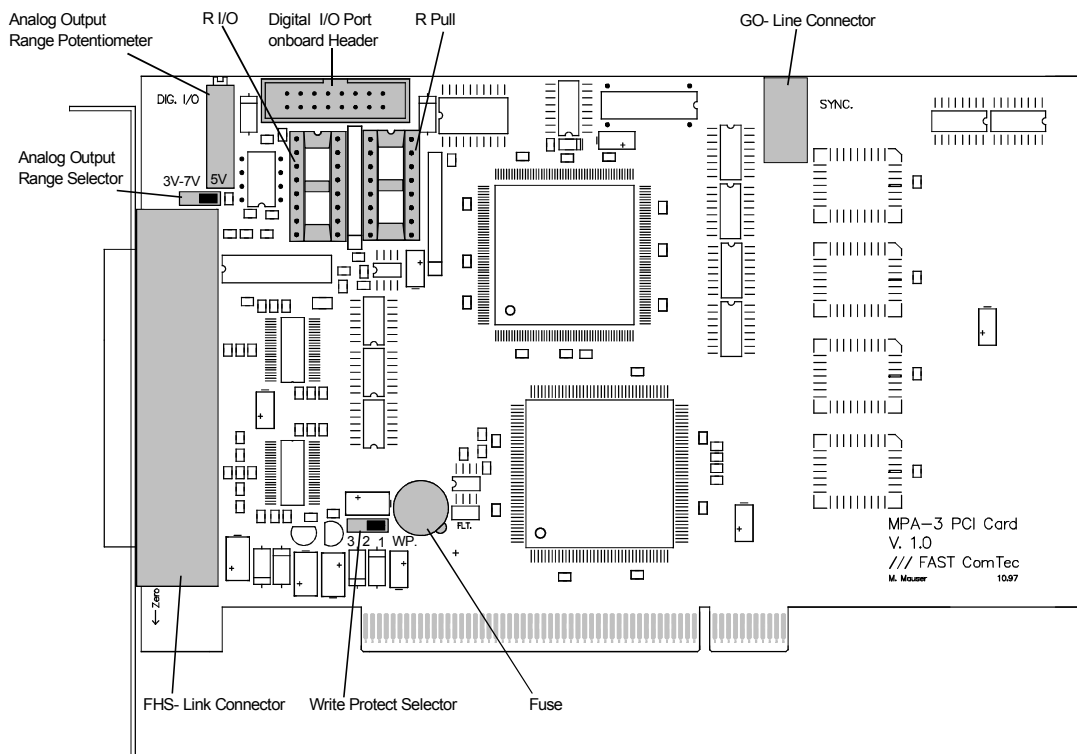 Analog Output
Range Potentiometer
R I/O
Digital I/O Port
onboard Header
R Pull
GO- Line Connector
DIG. I/O
SYNC.
Analog Output
Range Selector
3V-7V
5V
3 2 1 WP.
FLT.
MPA-3 PCI Card
V. 1.0
/// FAST ComTec
M. Mauser 10.97
← Zero
FHS- Link Connector
Write Protect Selector
Fuse